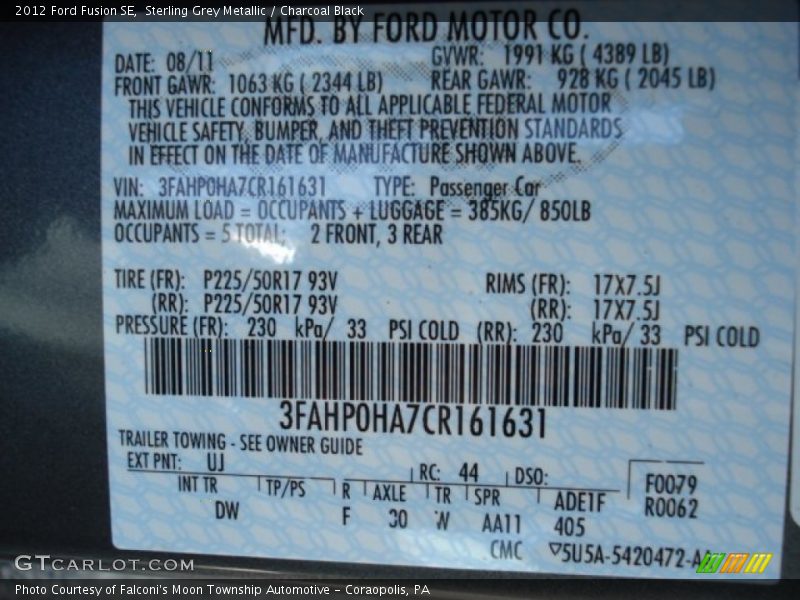 2012 Ford Fusion SE, Sterling Grey Metallic / Charcoal Black
MFD. BY FORD MOTOR CO.
DATE: 08/11 GVWR: 1991 KG ( 4389 LB)
FRONT GAWR: 1063 KG ( 2344 LB) REAR GAWR: 928 KG ( 2045 LB)
THIS VEHICLE CONFORMS TO ALL APPLICABLE FEDERAL MOTOR
VEHICLE SAFETY, BUMPER, AND THEFT PREVENTION STANDARDS
IN EFFECT ON THE DATE OF MANUFACTURE SHOWN ABOVE.
VIN: 3FAHP0HA7CR161631 TYPE: Passenger Car
MAXIMUM LOAD = OCCUPANTS + LUGGAGE = 385KG/ 850LB
OCCUPANTS = 5 TOTAL: 2 FRONT, 3 REAR
TIRE (FR): P225/50R17 93V RIMS (FR): 17X7.5J
(RR): P225/50R17 93V (RR): 17X7.5J
PRESSURE (FR): 230 kPa/ 33 PSI COLD (RR): 230 kPa/ 33 PSI COLD
3FAHP0HA7CR161631
TRAILER TOWING - SEE OWNER GUIDE
EXT PNT: UJ RC: 44 DSO: F0079
INT TR TP/PS R AXLE TR SPR ADE1F R0062
DW F 30 W AA11 405
CMC ▽5U5A-5420472-A
GTCARLOT.COM
Photo Courtesy of Falconi's Moon Township Automotive – Coraopolis, PA